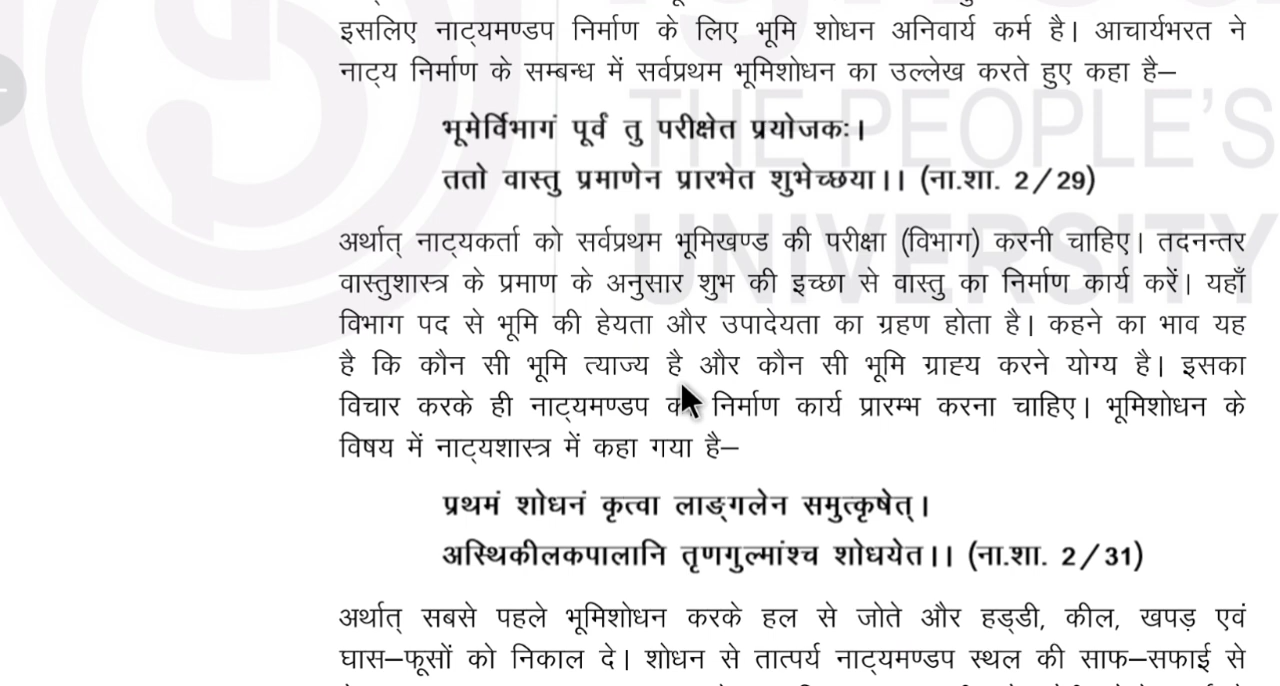 इसलिए नाट्यमण्डप निर्माण के लिए भूमि शोधन अनिवार्य कर्म है। आचार्यभरत ने
नाट्य निर्माण के सम्बन्ध में सर्वप्रथम भूमिशोधन का उल्लेख करते हुए कहा है–
THE PEOPLE'S
भूमेर्विभागं पूर्वं तु परीक्षेत प्रयोजकः।
ततो वास्तु प्रमाणेन प्रारभेत शुभेच्छया।। (ना.शा. 2/29)
UNIVERSITY
अर्थात् नाट्यकर्ता को सर्वप्रथम भूमिखण्ड की परीक्षा (विभाग) करनी चाहिए। तदनन्तर
वास्तुशास्त्र के प्रमाण के अनुसार शुभ की इच्छा से वास्तु का निर्माण कार्य करें। यहाँ
विभाग पद से भूमि की हेयता और उपादेयता का ग्रहण होता है। कहने का भाव यह
है कि कौन सी भूमि त्याज्य है और कौन सी भूमि ग्राह्य करने योग्य है। इसका
विचार करके ही नाट्यमण्डप निर्माण कार्य प्रारम्भ करना चाहिए। भूमिशोधन के
विषय में नाट्यशास्त्र में कहा गया है–
प्रथमं शोधनं कृत्वा लाङ्गलेन समुत्कृषेत्।
अस्थिकीलकपालानि तृणगुल्मांश्च शोधयेत।। (ना.शा. 2/31)
अर्थात् सबसे पहले भूमिशोधन करके हल से जोते और हड्डी, कील, खपड़ एवं
घास–फूसों को निकाल दे। शोधन से तात्पर्य नाट्यमण्डप स्थल की साफ–सफाई से